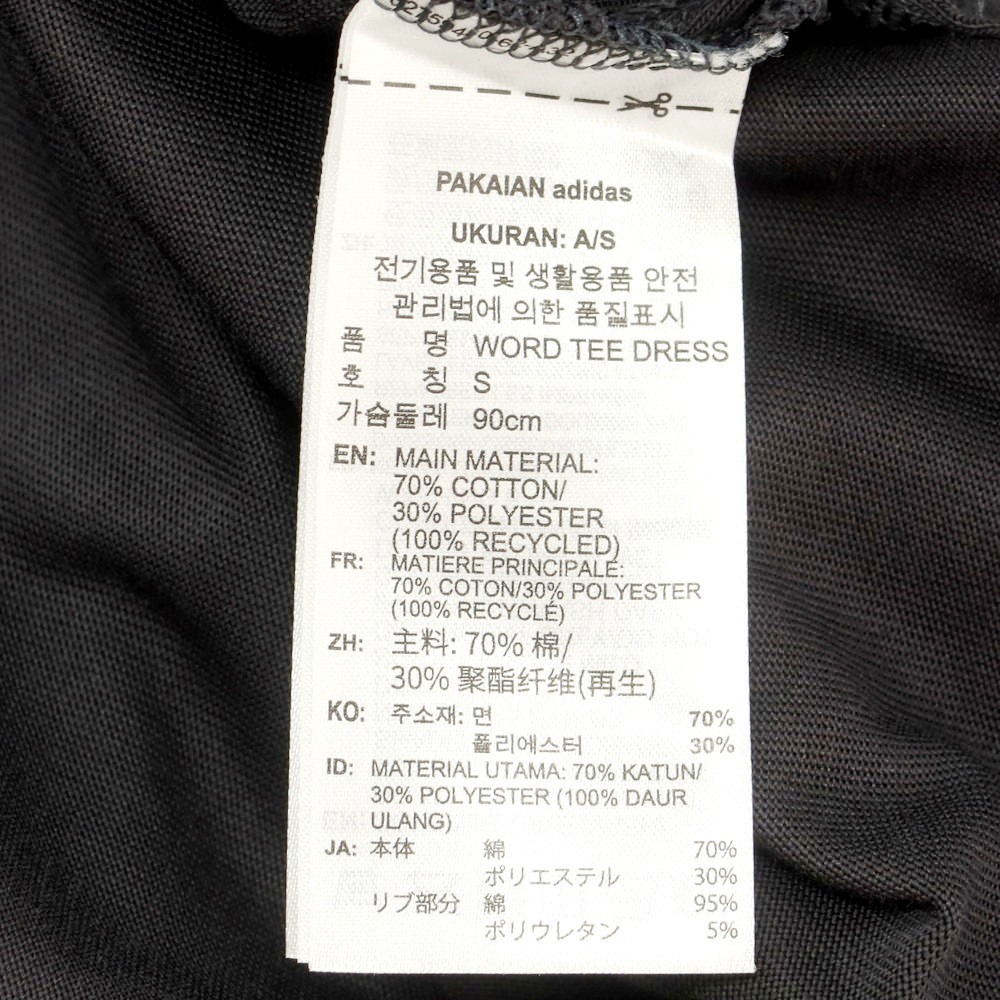 PAKAIAN adidas
UKURAN: A/S
전기용품 및 생활용품 안전
관리법에 의한 품질표시
품 명 WORD TEE DRESS
호 칭 S
가슴둘레 90cm
EN: MAIN MATERIAL:
70% COTTON/
30% POLYESTER
(100% RECYCLED)
FR: MATIERE PRINCIPALE:
70% COTON/30% POLYESTER
(100% RECYCLÉ)
ZH: 主料: 70% 棉/
30% 聚酯纤维(再生)
KO: 주소재: 면 70%
폴리에스터 30%
ID: MATERIAL UTAMA: 70% KATUN/
30% POLYESTER (100% DAUR
ULANG)
JA: 本体 綿 70%
ポリエステル 30%
リブ部分 綿 95%
ポリウレタン 5%